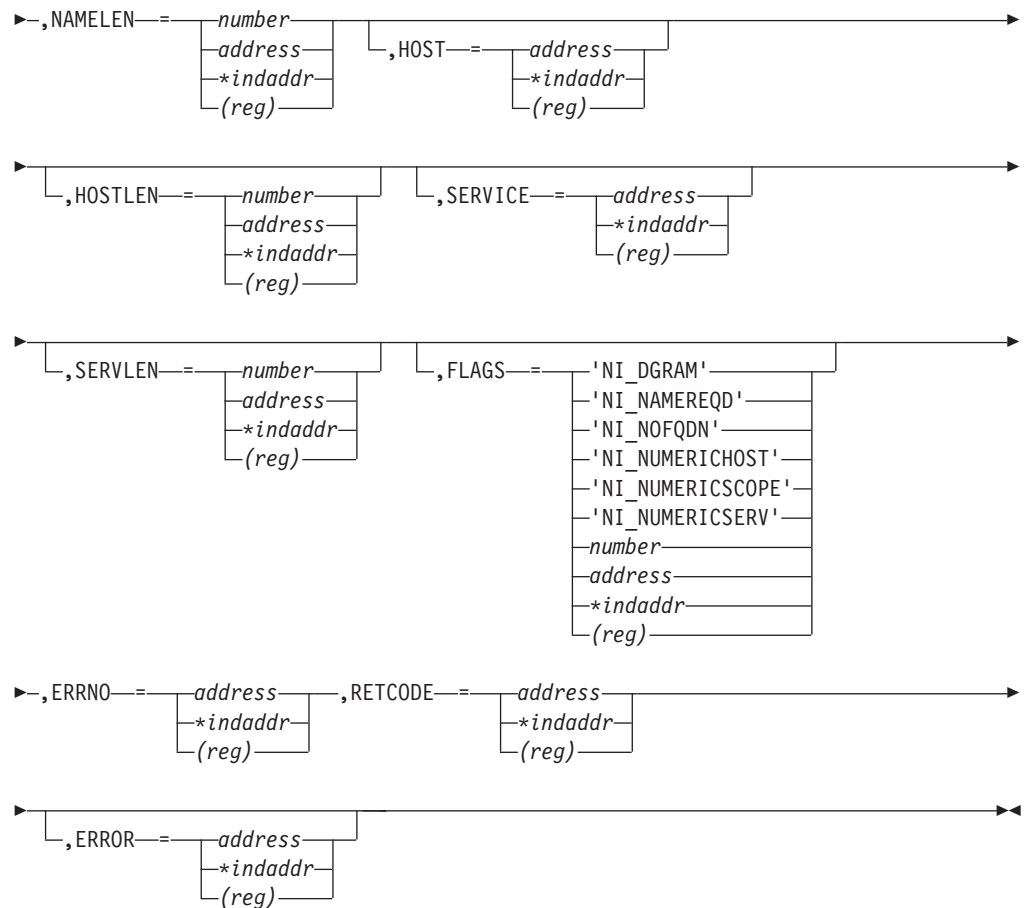 ,NAMELEN = number ,HOST = address
address *indaddr
*indaddr (reg)
(reg)
,HOSTLEN = number ,SERVICE = address
address *indaddr
*indaddr (reg)
(reg)
,SERVLEN = number ,FLAGS = 'NI_DGRAM'
address 'NI_NAMEREQD'
*indaddr 'NI_NOFQDN'
(reg) 'NI_NUMERICHOST'
'NI_NUMERICSCOPE'
'NI_NUMERICSERV'
number
address
*indaddr
(reg)
,ERRNO = address ,RETCODE = address
*indaddr *indaddr
(reg) (reg)
,ERROR = address
*indaddr
(reg)